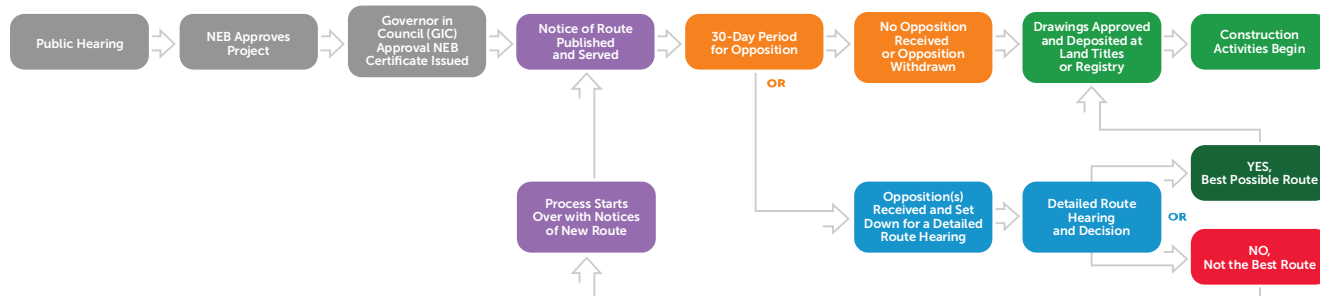 Public Hearing
NEB Approves
Project
Governor in
Council (GIC)
Approval NEB
Certificate Issued
Notice of Route
Published
and Served
30-Day Period
for Opposition
OR
No Opposition
Received
or Opposition
Withdrawn
Drawings Approved
and Deposited at
Land Titles
or Registry
Construction
Activities Begin
Process Starts
Over with Notices
of New Route
Opposition(s)
Received and Set
Down for a Detailed
Route Hearing
Detailed Route
Hearing
and Decision
OR
YES,
Best Possible Route
NO,
Not the Best Route